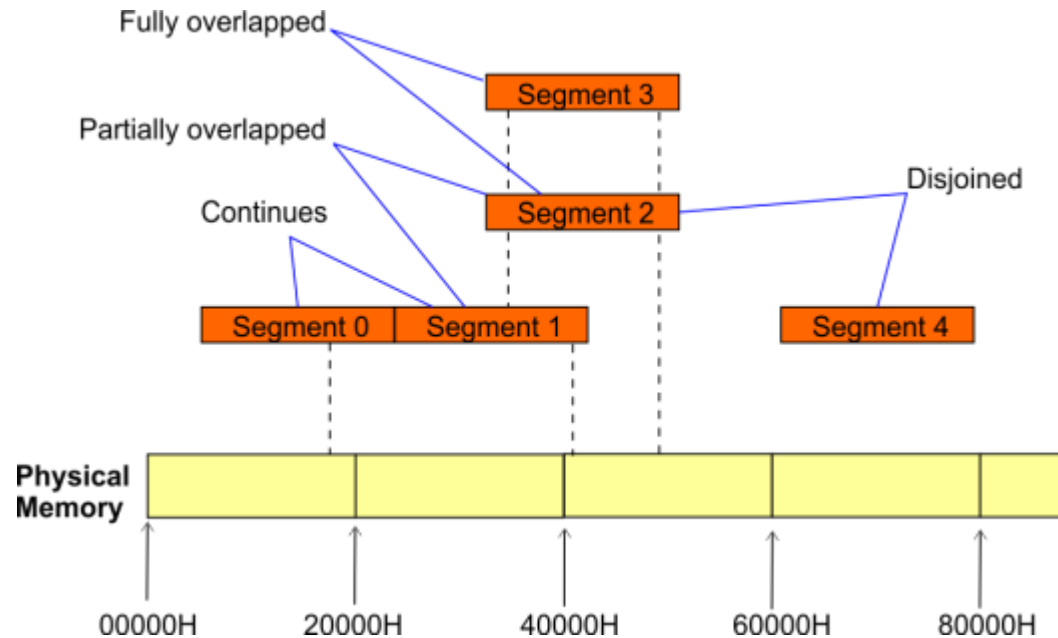 Fully overlapped
Segment 3
Partially overlapped
Segment 2
Disjoined
Continues
Segment 0
Segment 1
Segment 4
Physical
Memory
00000H
20000H
40000H
60000H
80000H